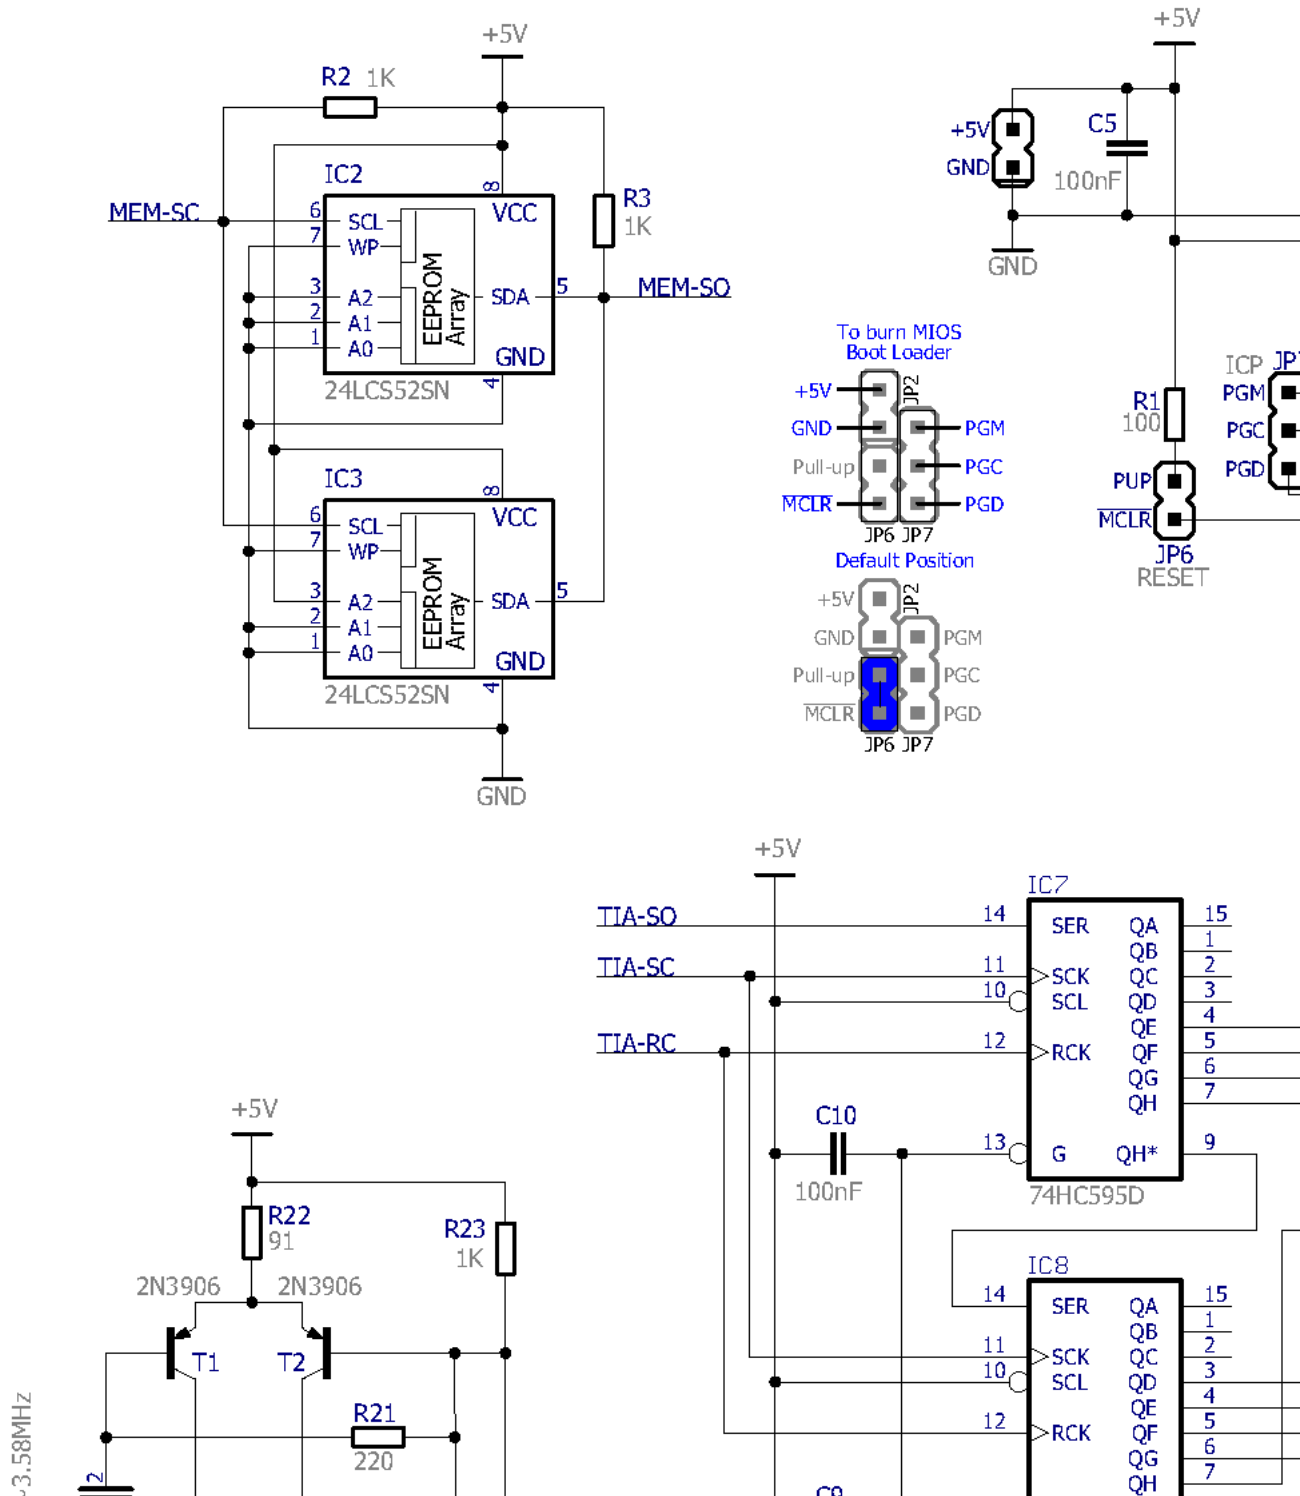 +5V
R2 1K
IC2
8
VCC
MEM-SC
6 SCL
7 WP
3 A2
2 A1
1 A0
EEPROM
Array
SDA 5
MEM-SO
GND
4
24LCS52SN
R3
1K
IC3
8
VCC
6 SCL
7 WP
3 A2
2 A1
1 A0
EEPROM
Array
SDA 5
GND
4
24LCS52SN
GND
+5V
+5V
GND
C5
100nF
GND
R1
100
PUP
MCLR
JP6
RESET
ICP
PGM
PGC
PGD
To burn MIOS
Boot Loader
+5V
JP2
GND PGM
Pull-up PGC
MCLR PGD
JP6 JP7
Default Position
+5V
JP2
GND PGM
Pull-up PGC
MCLR PGD
JP6 JP7
+5V
IC7
TIA-SO 14 SER QA 15
QB 1
TIA-SC 11 SCK QC 2
10 SCL QD 3
QE 4
TIA-RC 12 RCK QF 5
QG 6
QH 7
C10
100nF
13 G QH* 9
74HC595D
IC8
14 SER QA 15
QB 1
11 SCK QC 2
10 SCL QD 3
QE 4
12 RCK QF 5
QG 6
QH 7
+5V
R22
91
R23
1K
2N3906 2N3906
T1 T2
R21
220
2
3.58MHz